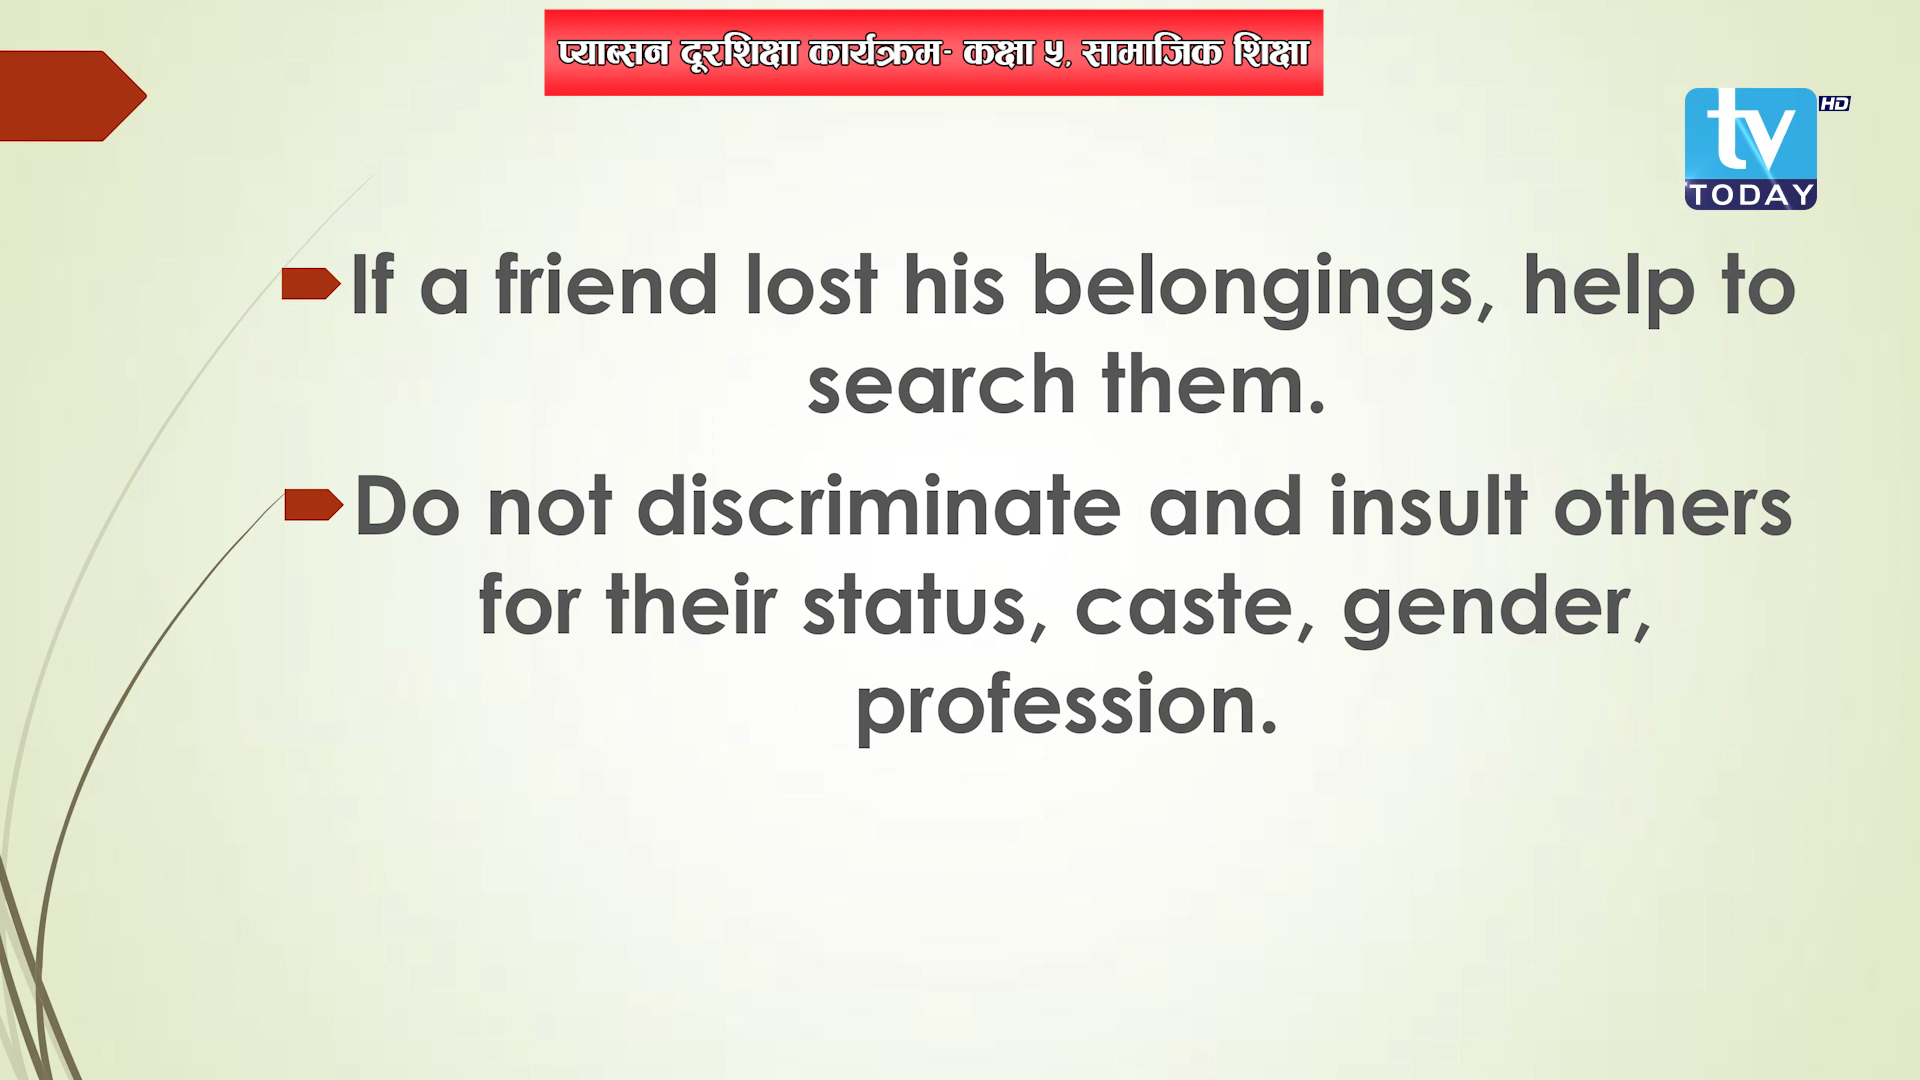 प्याब्सन दूरशिक्षा कार्यक्रम- कक्षा ५, सामाजिक शिक्षा
tv HD
TODAY
If a friend lost his belongings, help to
search them.
Do not discriminate and insult others
for their status, caste, gender,
profession.